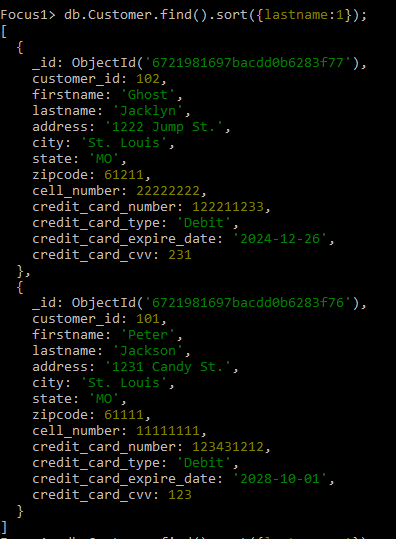 Focus1> db.Customer.find().sort({lastname:1});
[
  {
    _id: ObjectId('6721981697bacdd0b6283f77'),
    customer_id: 102,
    firstname: 'Ghost',
    lastname: 'Jacklyn',
    address: '1222 Jump St.',
    city: 'St. Louis',
    state: 'MO',
    zipcode: 61211,
    cell_number: 22222222,
    credit_card_number: 122211233,
    credit_card_type: 'Debit',
    credit_card_expire_date: '2024-12-26',
    credit_card_cvv: 231
  },
  {
    _id: ObjectId('6721981697bacdd0b6283f76'),
    customer_id: 101,
    firstname: 'Peter',
    lastname: 'Jackson',
    address: '1231 Candy St.',
    city: 'St. Louis',
    state: 'MO',
    zipcode: 61111,
    cell_number: 11111111,
    credit_card_number: 123431212,
    credit_card_type: 'Debit',
    credit_card_expire_date: '2028-10-01',
    credit_card_cvv: 123
  }
]